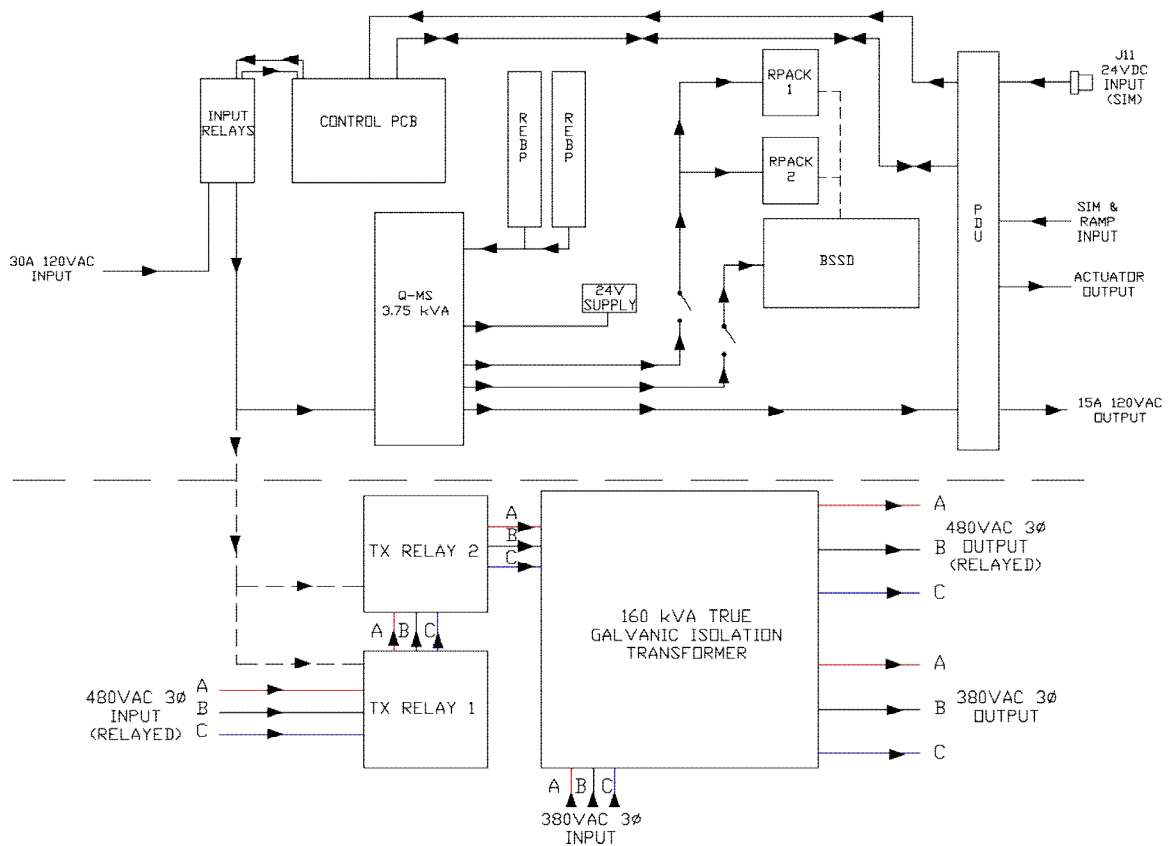 J11
24VDC
INPUT
(SIM)
RPACK
1
INPUT
RELAYS
CONTROL PCB
REBP
REBP
RPACK
2
PDU
SIM &
RAMP
INPUT
30A 120VAC
INPUT
BSSD
ACTUATOR
OUTPUT
Q-MS
3.75 kVA
24V
SUPPLY
15A 120VAC
OUTPUT
TX RELAY 2
A
B
C
A
B
C
480VAC 3Ø
OUTPUT
(RELAYED)
160 kVA TRUE
GALVANIC ISOLATION
TRANSFORMER
A B C
480VAC 3Ø
INPUT
(RELAYED)
A
B
C
TX RELAY 1
A
B
C
380VAC 3Ø
OUTPUT
A B C
380VAC 3Ø
INPUT